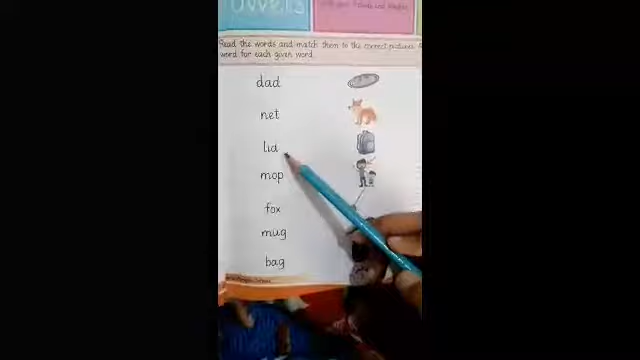 Read the words and match them to the correct pictures
word for each given word.
dad
net
lid
mop
fox
mug
bag